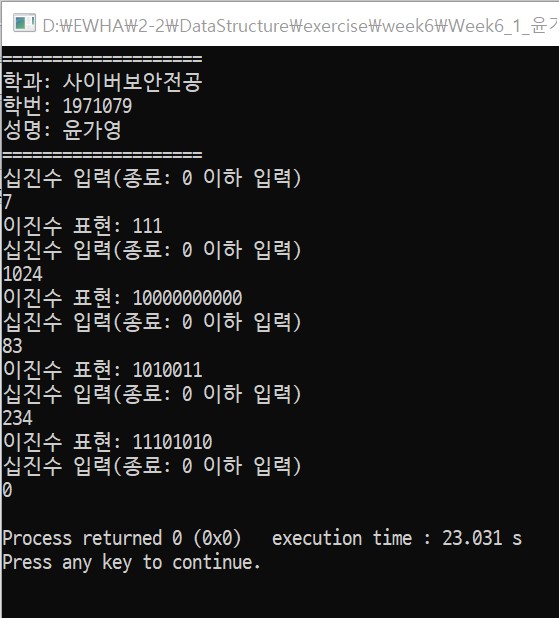 D:₩EWHA₩2-2₩DataStructure₩exercise₩week6₩Week6_1_윤가
====================
학과: 사이버보안전공
학번: 1971079
성명: 윤가영
====================
십진수 입력(종료: 0 이하 입력)
7
이진수 표현: 111
십진수 입력(종료: 0 이하 입력)
1024
이진수 표현: 10000000000
십진수 입력(종료: 0 이하 입력)
83
이진수 표현: 1010011
십진수 입력(종료: 0 이하 입력)
234
이진수 표현: 11101010
십진수 입력(종료: 0 이하 입력)
0
Process returned 0 (0x0)   execution time : 23.031 s
Press any key to continue.